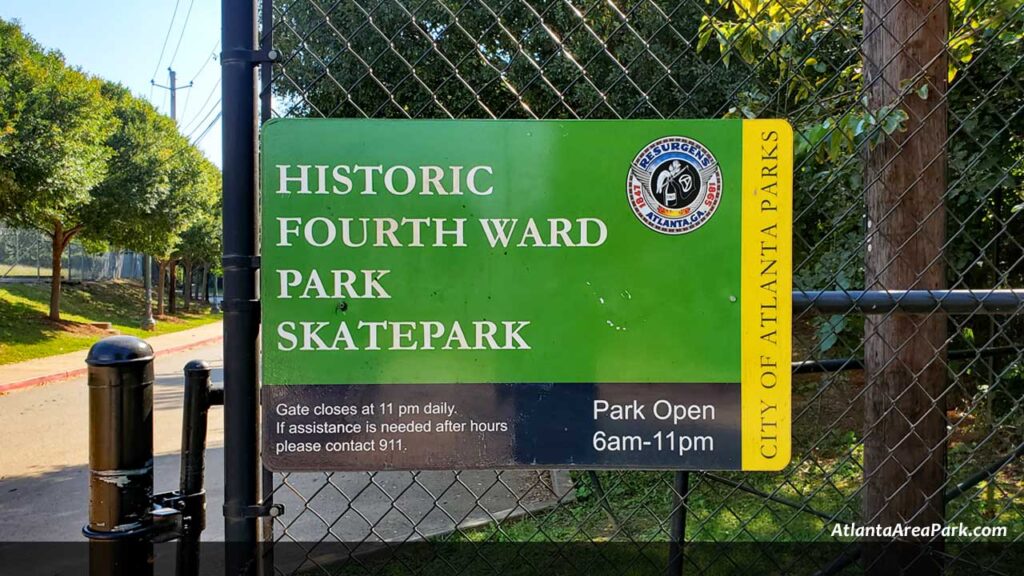 HISTORIC
FOURTH WARD
PARK
SKATEPARK
RESURGENS
1847 1865
ATLANTA, GA.
CITY OF ATLANTA PARKS
Gate closes at 11 pm daily.
If assistance is needed after hours
please contact 911.
Park Open
6am-11pm
AtlantaAreaPark.com